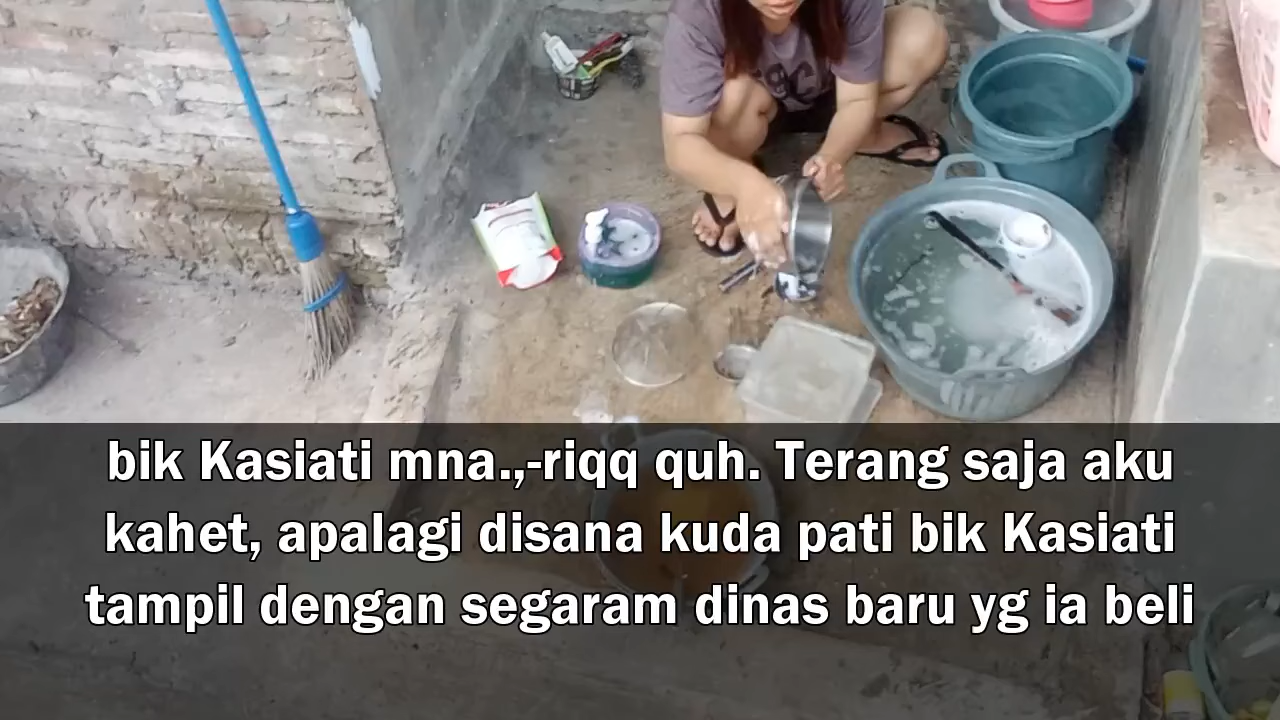 bik Kasiati mna.,-riqq quh. Terang saja aku
kahet, apalagi disana kuda pati bik Kasiati
tampil dengan segaram dinas baru yg ia beli